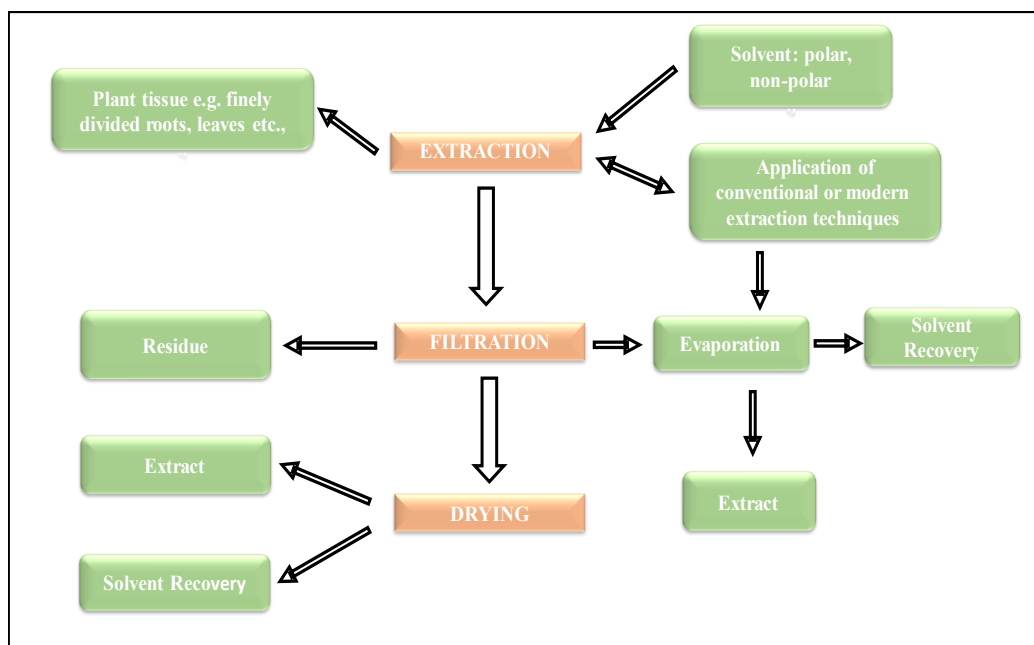 Solvent: polar,
non-polar
Plant tissue e.g. finely
divided roots, leaves etc.,
EXTRACTION
Application of
conventional or modern
extraction techniques
Residue
FILTRATION
Evaporation
Solvent
Recovery
Extract
DRYING
Extract
Solvent Recovery